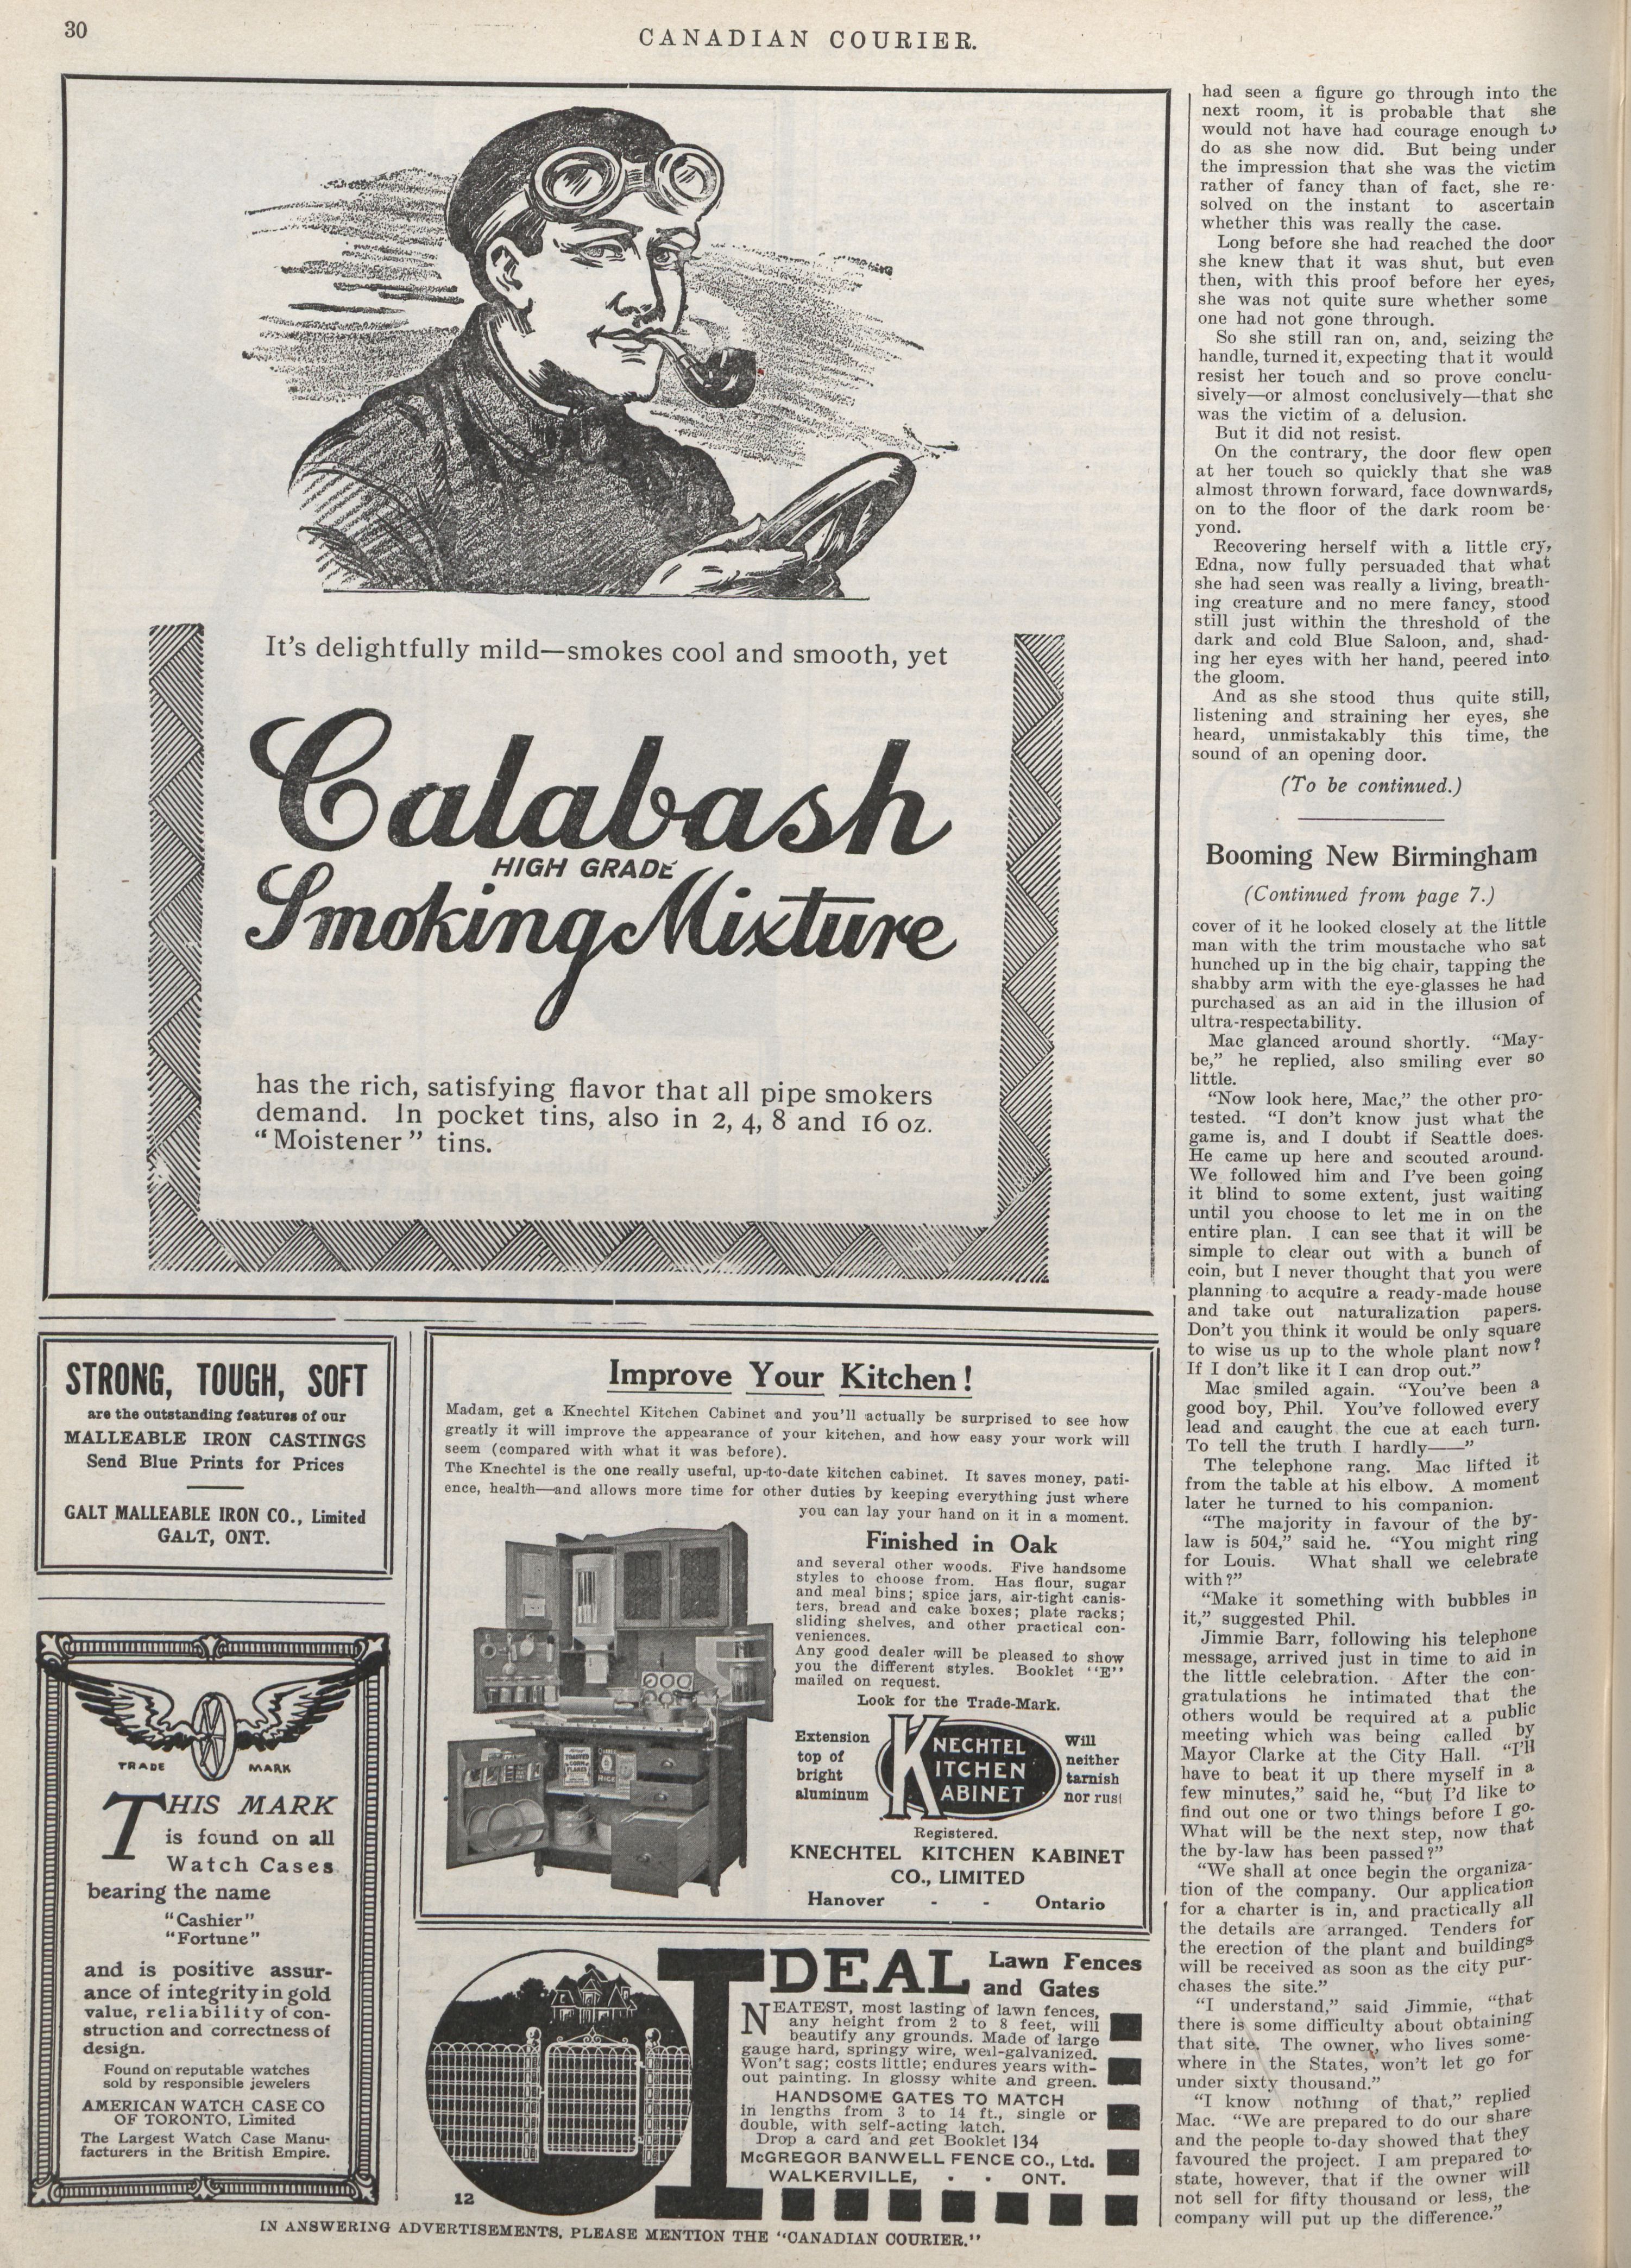 30
CANADIAN COURIER.
It's delightfully mild—smokes cool and smooth, yet
Calabash
HIGH GRADE
Smoking Mixture
has the rich, satisfying flavor that all pipe smokers
demand. In pocket tins, also in 2, 4, 8 and 16 oz.
"Moistener" tins.
STRONG, TOUGH, SOFT
are the outstanding features of our
MALLEABLE IRON CASTINGS
Send Blue Prints for Prices
GALT MALLEABLE IRON CO., Limited
GALT, ONT.
TRADE MARK
THIS MARK
is found on all
Watch Cases
bearing the name
"Cashier"
"Fortune"
and is positive assur-
ance of integrity in gold
value, reliability of con-
struction and correctness of
design.
Found on reputable watches
sold by responsible jewelers
AMERICAN WATCH CASE CO
OF TORONTO, Limited
The Largest Watch Case Manu-
facturers in the British Empire.
Improve Your Kitchen!
Madam, get a Knechtel Kitchen Cabinet and you'll actually be surprised to see how
greatly it will improve the appearance of your kitchen, and how easy your work will
seem (compared with what it was before).
The Knechtel is the one really useful, up-to-date kitchen cabinet. It saves money, pati-
ence, health—and allows more time for other duties by keeping everything just where
you can lay your hand on it in a moment.
Finished in Oak
and several other woods. Five handsome
styles to choose from. Has flour, sugar
and meal bins; spice jars, air-tight canis-
ters, bread and cake boxes; plate racks;
sliding shelves, and other practical con-
veniences.
Any good dealer will be pleased to show
you the different styles. Booklet "E"
mailed on request.
Look for the Trade-Mark.
Extension
top of
bright
aluminum
KNECHTEL
KITCHEN
KABINET
Will
neither
tarnish
nor rust
Registered.
KNECHTEL KITCHEN KABINET
CO., LIMITED
Hanover - - Ontario
TOASTED
CORN
FLAKES
RICE
IDEAL Lawn Fences
and Gates
NEATEST, most lasting of lawn fences,
any height from 2 to 8 feet, will
beautify any grounds. Made of large
gauge hard, springy wire, well-galvanized.
Won't sag; costs little; endures years with-
out painting. In glossy white and green.
HANDSOME GATES TO MATCH
in lengths from 3 to 14 ft., single or
double, with self-acting latch.
Drop a card and get Booklet 134
McGREGOR BANWELL FENCE CO., Ltd.
WALKERVILLE, - - ONT.
12
had seen a figure go through into the
next room, it is probable that she
would not have had courage enough to
do as she now did. But being under
the impression that she was the victim
rather of fancy than of fact, she re-
solved on the instant to ascertain
whether this was really the case.
Long before she had reached the door
she knew that it was shut, but even
then, with this proof before her eyes,
she was not quite sure whether some
one had not gone through.
So she still ran on, and, seizing the
handle, turned it, expecting that it would
resist her touch and so prove conclu-
sively—or almost conclusively—that she
was the victim of a delusion.
But it did not resist.
On the contrary, the door flew open
at her touch so quickly that she was
almost thrown forward, face downwards,
on to the floor of the dark room be-
yond.
Recovering herself with a little cry,
Edna, now fully persuaded that what
she had seen was really a living, breath-
ing creature and no mere fancy, stood
still just within the threshold of the
dark and cold Blue Saloon, and, shad-
ing her eyes with her hand, peered into
the gloom.
And as she stood thus quite still,
listening and straining her eyes, she
heard, unmistakably this time, the
sound of an opening door.
(To be continued.)
Booming New Birmingham
(Continued from page 7.)
cover of it he looked closely at the little
man with the trim moustache who sat
hunched up in the big chair, tapping the
shabby arm with the eye-glasses he had
purchased as an aid in the illusion of
ultra-respectability.
Mac glanced around shortly. "May-
be," he replied, also smiling ever so
little.
"Now look here, Mac," the other pro-
tested. "I don't know just what the
game is, and I doubt if Seattle does.
He came up here and scouted around.
We followed him and I've been going
it blind to some extent, just waiting
until you choose to let me in on the
entire plan. I can see that it will be
simple to clear out with a bunch of
coin, but I never thought that you were
planning to acquire a ready-made house
and take out naturalization papers.
Don't you think it would be only square
to wise us up to the whole plant now?
If I don't like it I can drop out."
Mac smiled again. "You've been a
good boy, Phil. You've followed every
lead and caught the cue at each turn.
To tell the truth I hardly——"
The telephone rang. Mac lifted it
from the table at his elbow. A moment
later he turned to his companion.
"The majority in favour of the by-
law is 504," said he. "You might ring
for Louis. What shall we celebrate
with?"
"Make it something with bubbles in
it," suggested Phil.
Jimmie Barr, following his telephone
message, arrived just in time to aid in
the little celebration. After the con-
gratulations he intimated that the
others would be required at a public
meeting which was being called by
Mayor Clarke at the City Hall. "I'll
have to beat it up there myself in a
few minutes," said he, "but I'd like to
find out one or two things before I go.
What will be the next step, now that
the by-law has been passed?"
"We shall at once begin the organiza-
tion of the company. Our application
for a charter is in, and practically all
the details are arranged. Tenders for
the erection of the plant and buildings
will be received as soon as the city pur-
chases the site."
"I understand," said Jimmie, "that
there is some difficulty about obtaining
that site. The owner, who lives some-
where in the States, won't let go for
under sixty thousand."
"I know nothing of that," replied
Mac. "We are prepared to do our share
and the people to-day showed that they
favoured the project. I am prepared to
state, however, that if the owner will
not sell for fifty thousand or less, the
company will put up the difference."
IN ANSWERING ADVERTISEMENTS, PLEASE MENTION THE "CANADIAN COURIER."